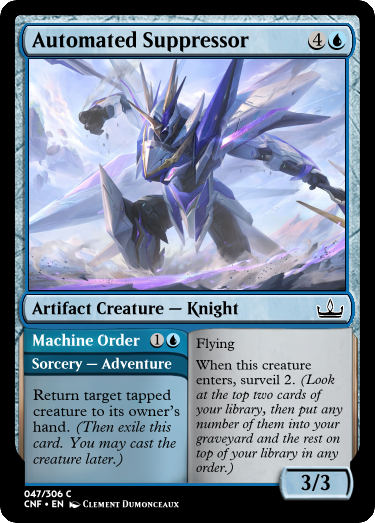 Automated Suppressor 4
Artifact Creature — Knight
Machine Order 1
Sorcery — Adventure
Return target tapped
creature to its owner's
hand. (Then exile this
card. You may cast the
creature later.)
Flying
When this creature
enters, surveil 2. (Look
at the top two cards of
your library, then put any
number of them into your
graveyard and the rest on
top of your library in any
order.)
3/3
047/306 C
CNF • EN Clement Dumonceaux